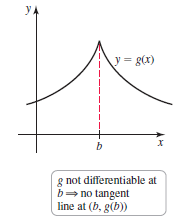 y
y = g(x)
b
x
g not differentiable at
b ⇒ no tangent
line at (b, g(b))